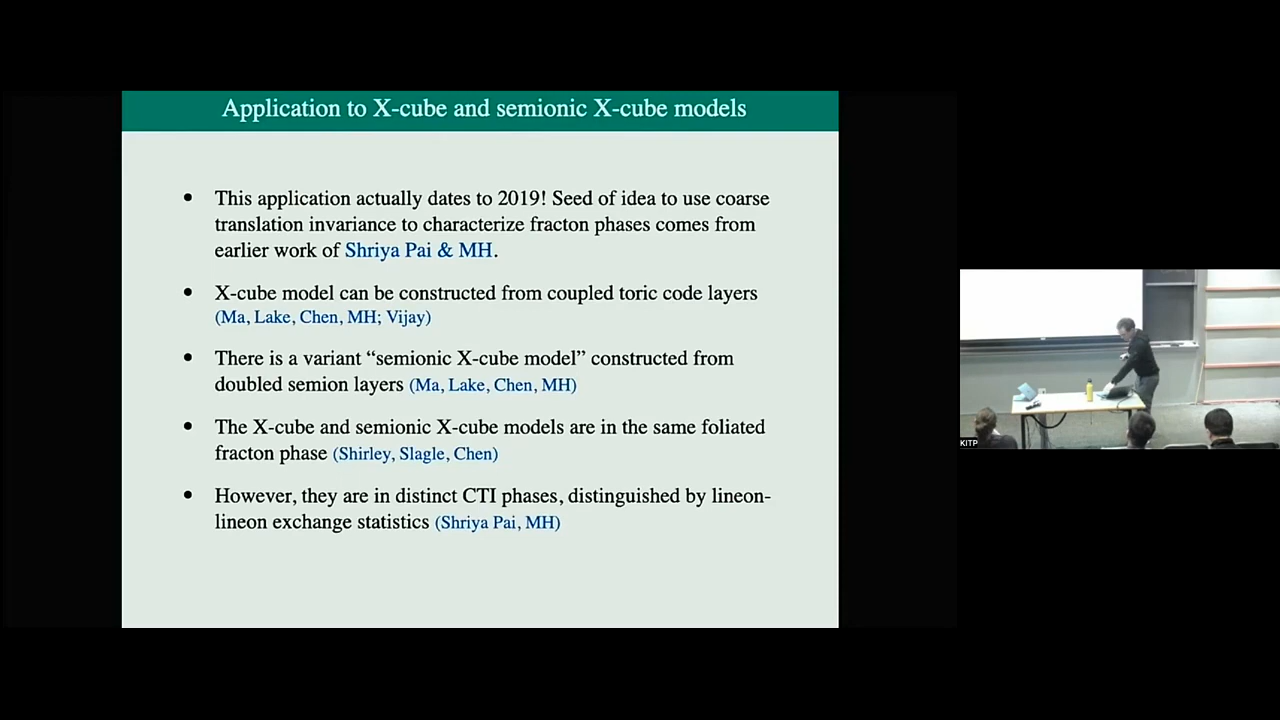 Application to X-cube and semionic X-cube models
• This application actually dates to 2019! Seed of idea to use coarse
translation invariance to characterize fracton phases comes from
earlier work of Shriya Pai & MH.
• X-cube model can be constructed from coupled toric code layers
(Ma, Lake, Chen, MH; Vijay)
• There is a variant “semionic X-cube model” constructed from
doubled semion layers (Ma, Lake, Chen, MH)
• The X-cube and semionic X-cube models are in the same foliated
fracton phase (Shirley, Slagle, Chen)
• However, they are in distinct CTI phases, distinguished by lineon-
lineon exchange statistics (Shriya Pai, MH)
KITP